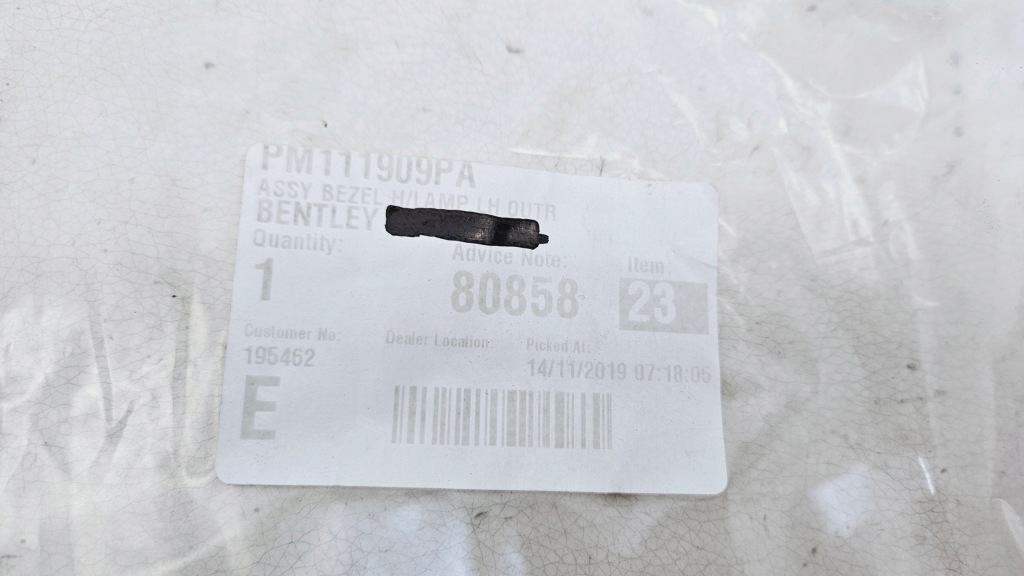 PM111909PA
ASSY BEZEL H/LAMP LH OUTR
BENTLEY
Quantity: Advice Note: Item:
1 80858 23
Customer No: Dealer Location: Picked At:
195462 14/11/2019 07:18:05
E